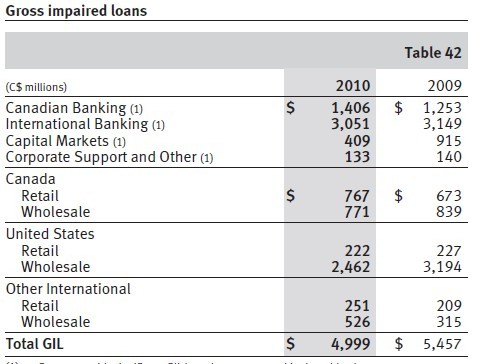 Gross impaired loans
Table 42
(C$ millions) 2010 2009
Canadian Banking (1) $ 1,406 $ 1,253
International Banking (1) 3,051 3,149
Capital Markets (1) 409 915
Corporate Support and Other (1) 133 140
Canada
Retail $ 767 $ 673
Wholesale 771 839
United States
Retail 222 227
Wholesale 2,462 3,194
Other International
Retail 251 209
Wholesale 526 315
Total GIL $ 4,999 $ 5,457